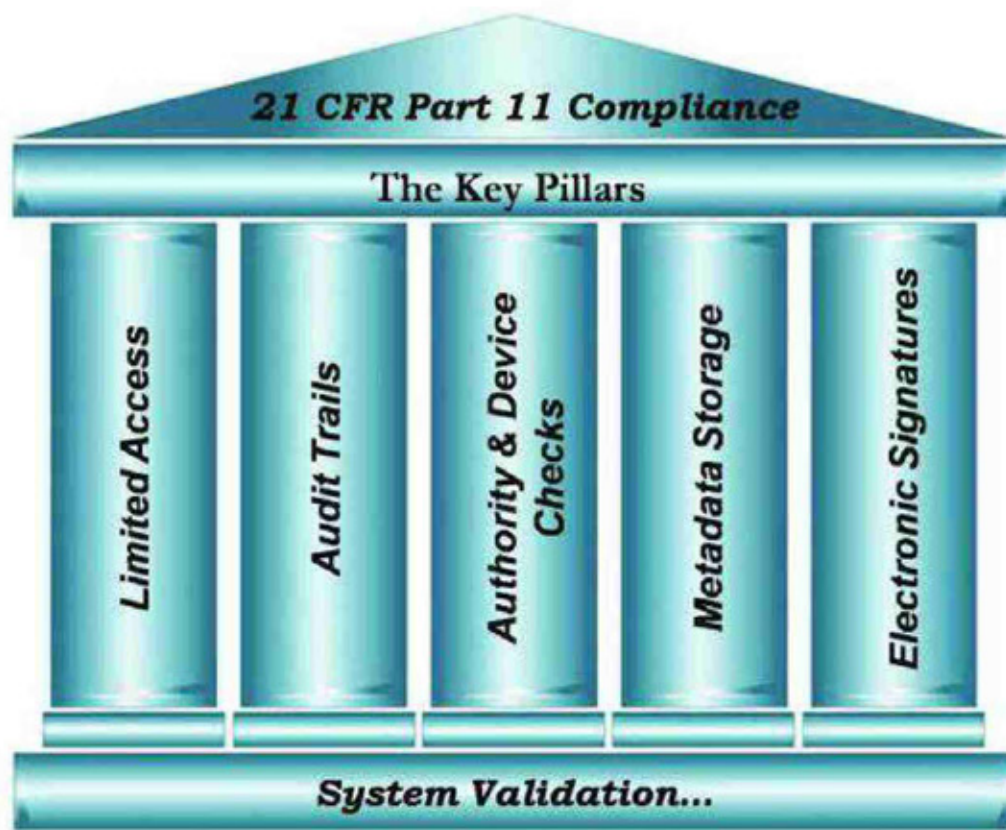 21 CFR Part 11 Compliance
The Key Pillars
Limited Access
Audit Trails
Authority & Device
Checks
Metadata Storage
Electronic Signatures
System Validation...